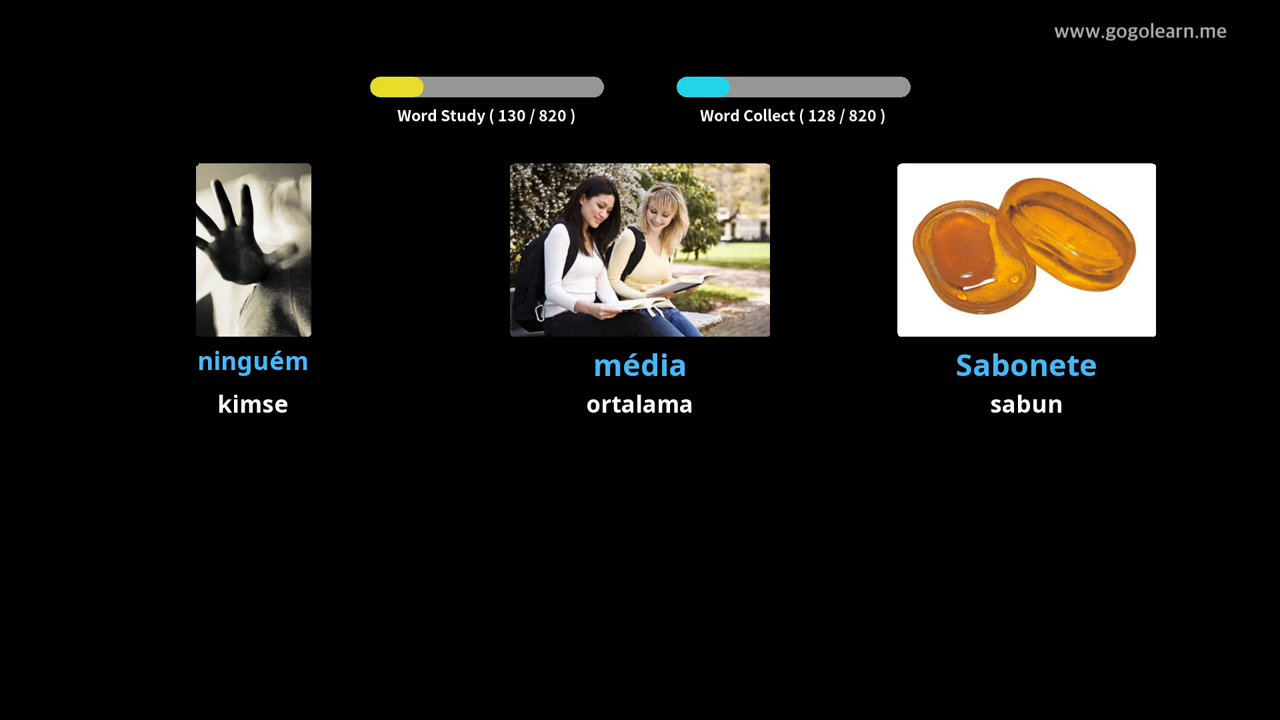 www.gogolearn.me
Word Study ( 130 / 820 )
Word Collect ( 128 / 820 )
ninguém
kimse
média
ortalama
Sabonete
sabun